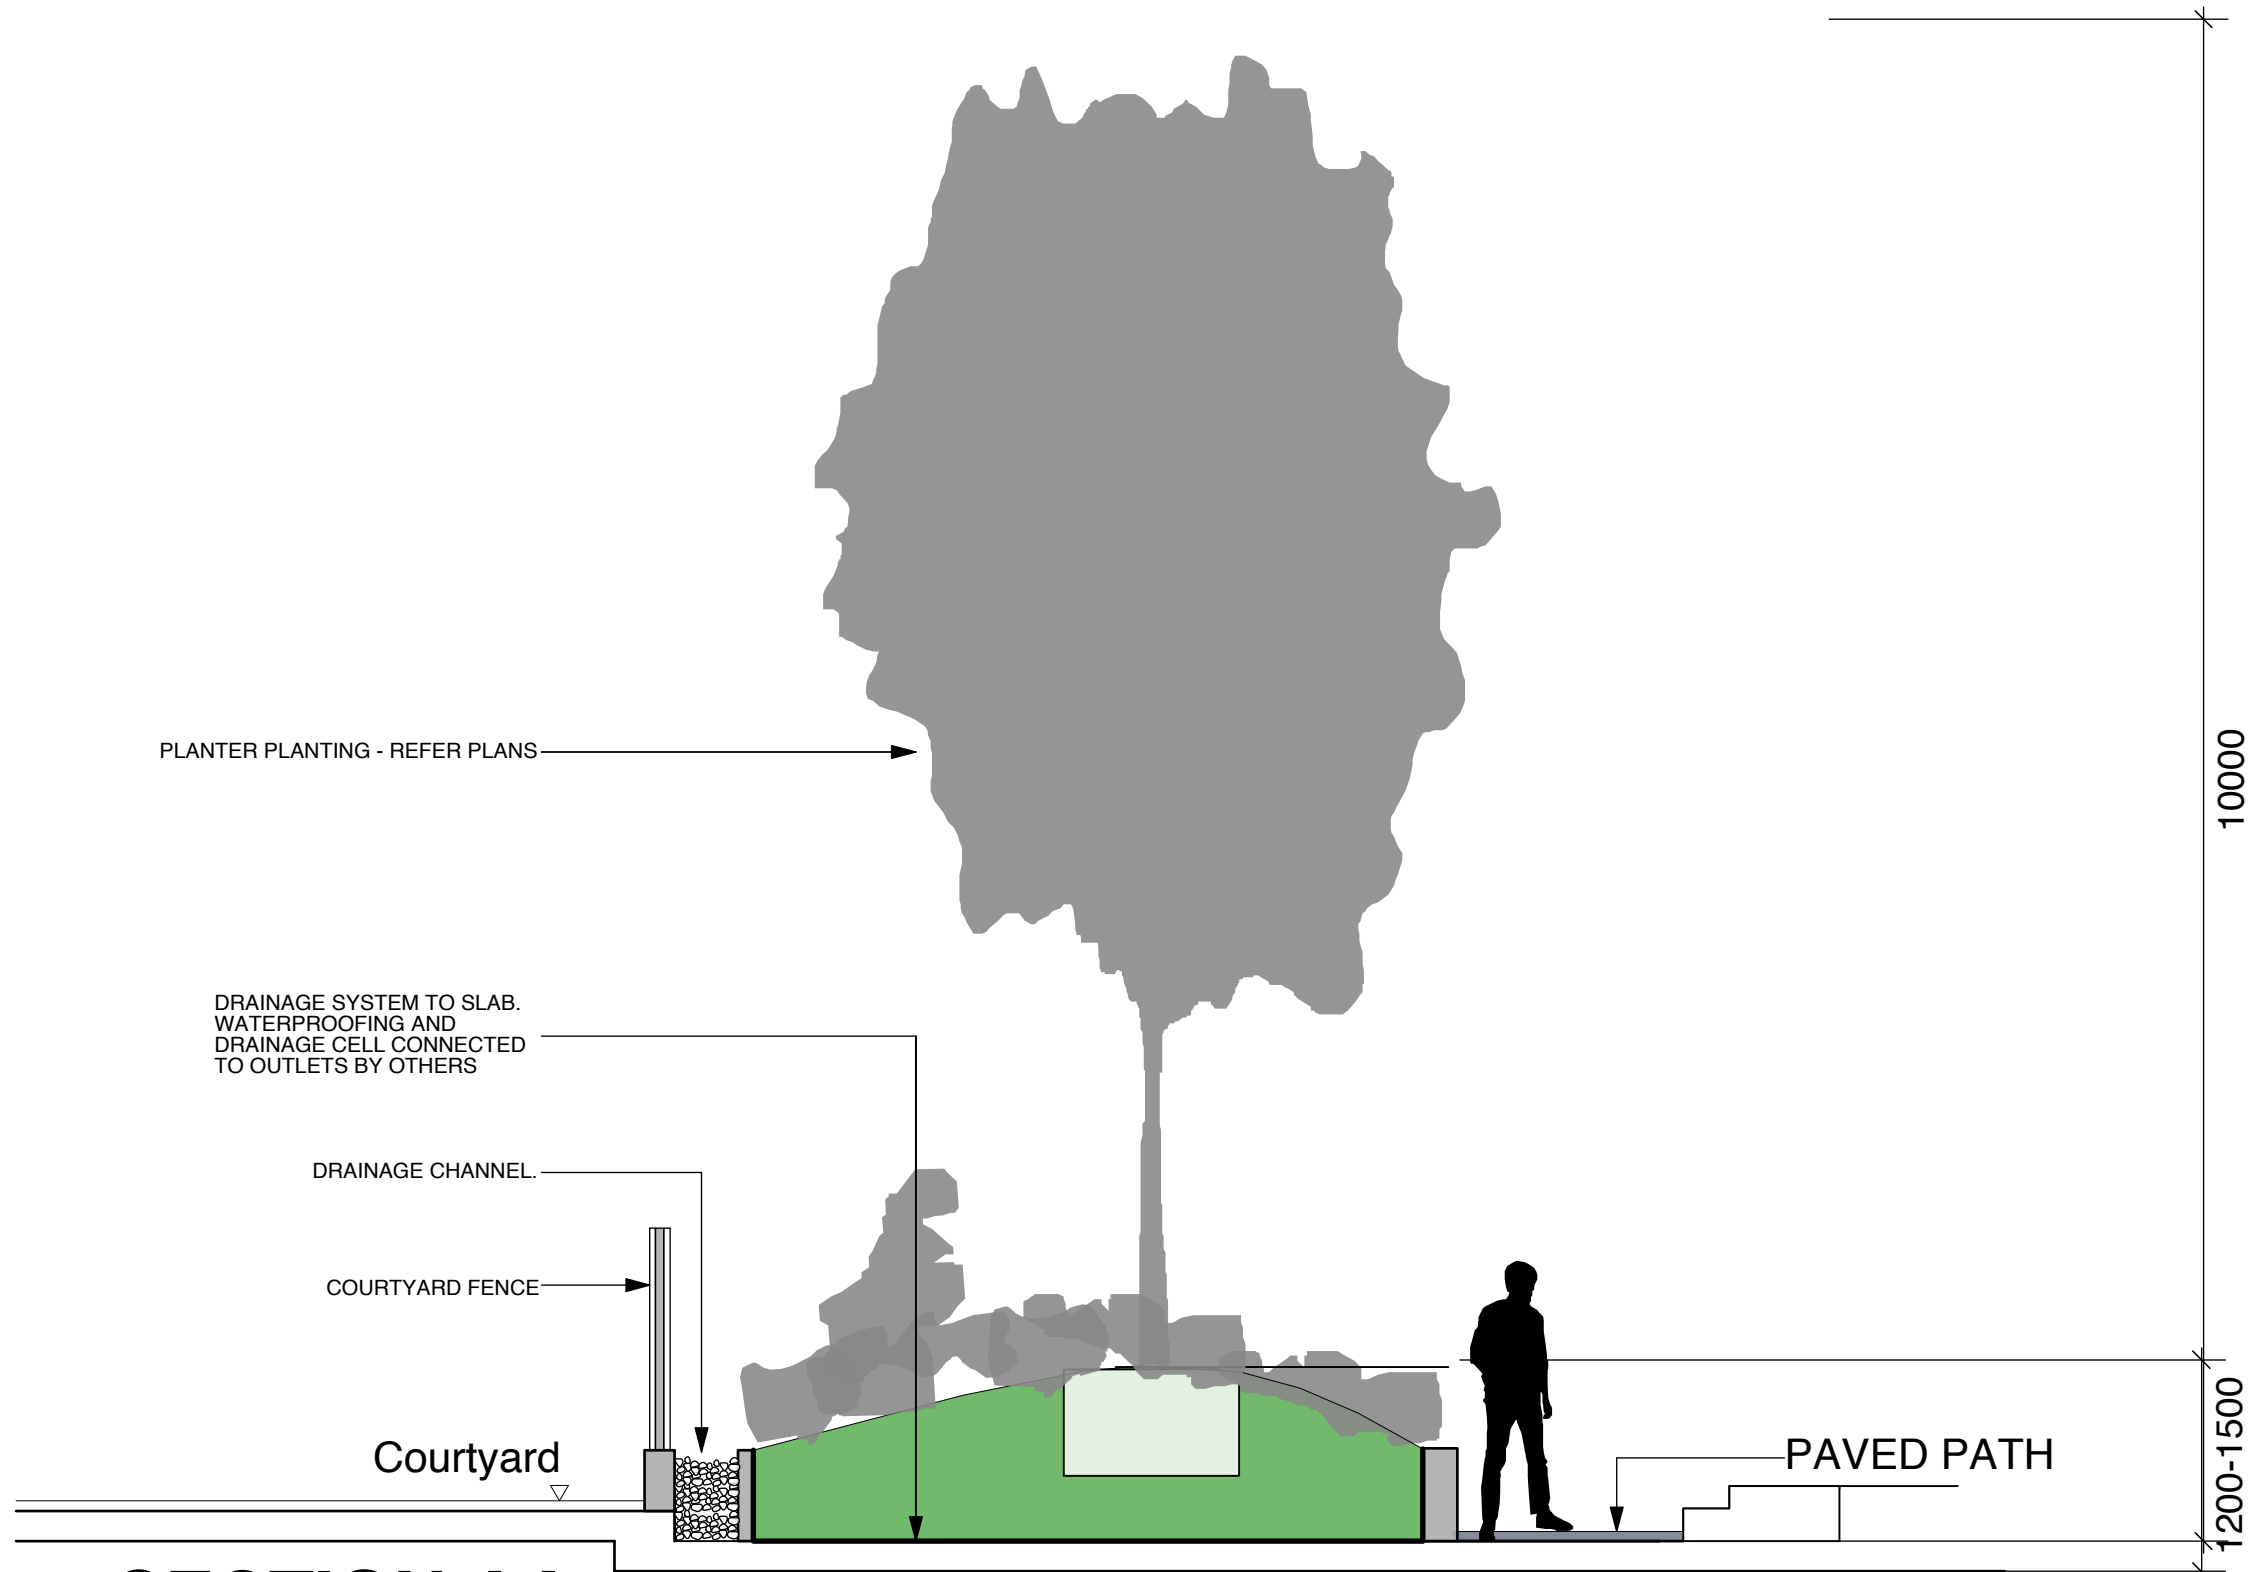 10000
PLANTER PLANTING - REFER PLANS
DRAINAGE SYSTEM TO SLAB.
WATERPROOFING AND
DRAINAGE CELL CONNECTED
TO OUTLETS BY OTHERS
DRAINAGE CHANNEL.
COURTYARD FENCE
Courtyard
PAVED PATH
1200-1500